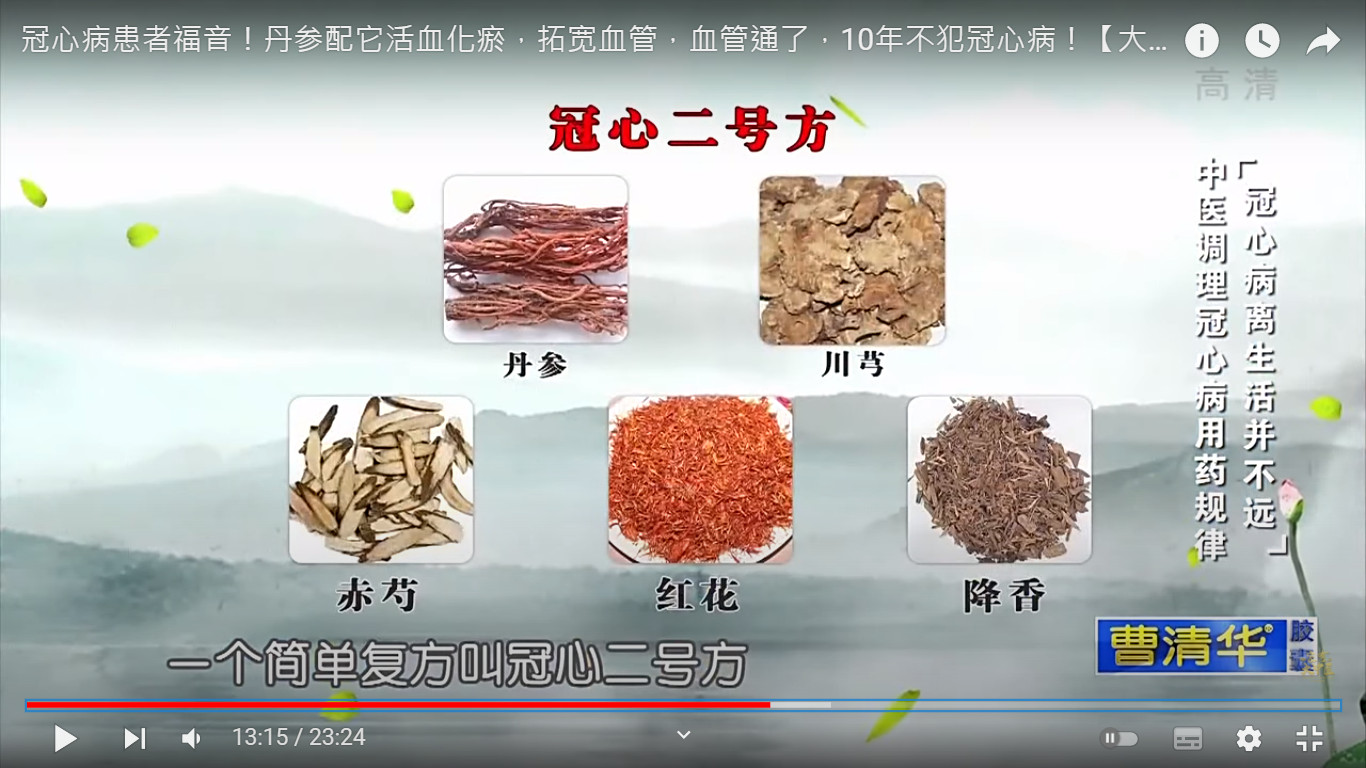 冠心病患者福音！丹参配它活血化瘀，拓宽血管，血管通了，10年不犯冠心病！【大...
高清
冠心二号方
「冠心病离生活并不远」
中医调理冠心病用药规律
丹参
川芎
赤芍
红花
降香
一个简单复方叫冠心二号方
曹清华®
胶囊
13:15 / 23:24